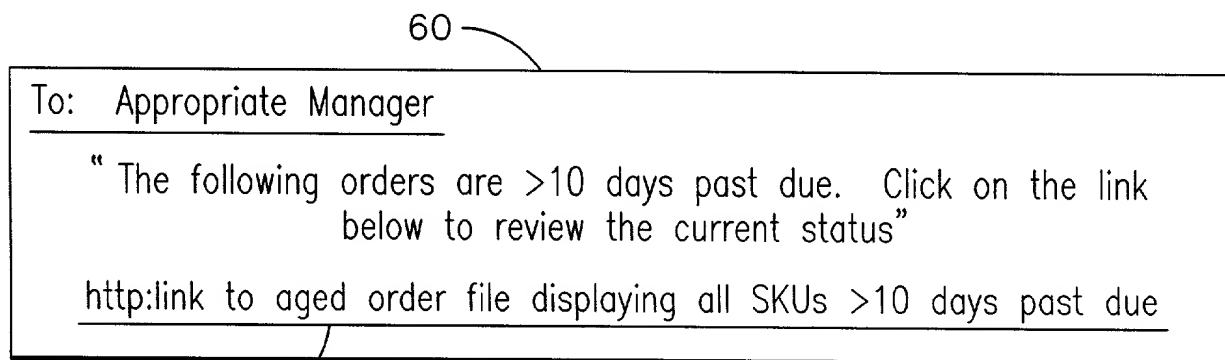 60
To: Appropriate Manager
“ The following orders are >10 days past due. Click on the link
below to review the current status”
http:link to aged order file displaying all SKUs >10 days past due